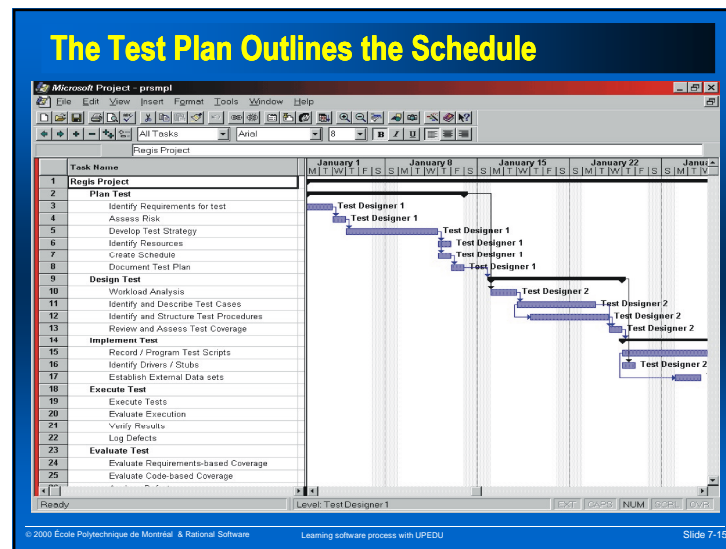 The Test Plan Outlines the Schedule
Microsoft Project - prsmpl
File Edit View Insert Format Tools Window Help
All Tasks Arial 8 B I U
Regis Project
Task Name January 1 January 8 January 15 January 22
M T W T F S S M T W T F S S M T W T F S S M T W T F S S M T
1 Regis Project
2 Plan Test
3 Identify Requirements for test Test Designer 1
4 Assess Risk Test Designer 1
5 Develop Test Strategy Test Designer 1
6 Identify Resources Test Designer 1
7 Create Schedule Test Designer 1
8 Document Test Plan Test Designer 1
9 Design Test
10 Workload Analysis Test Designer 2
11 Identify and Describe Test Cases Test Designer 2
12 Identify and Structure Test Procedures Test Designer 2
13 Review and Assess Test Coverage Test Designer 2
14 Implement Test
15 Record / Program Test Scripts
16 Identify Drivers / Stubs Test Designer 2
17 Establish External Data sets
18 Execute Test
19 Execute Tests
20 Evaluate Execution
21 Verify Results
22 Log Defects
23 Evaluate Test
24 Evaluate Requirements-based Coverage
25 Evaluate Code-based Coverage
Ready Level: Test Designer 1 EXT CAPS NUM SCRL OVR
© 2000 École Polytechnique de Montréal & Rational Software Learning software process with UPEDU Slide 7-15